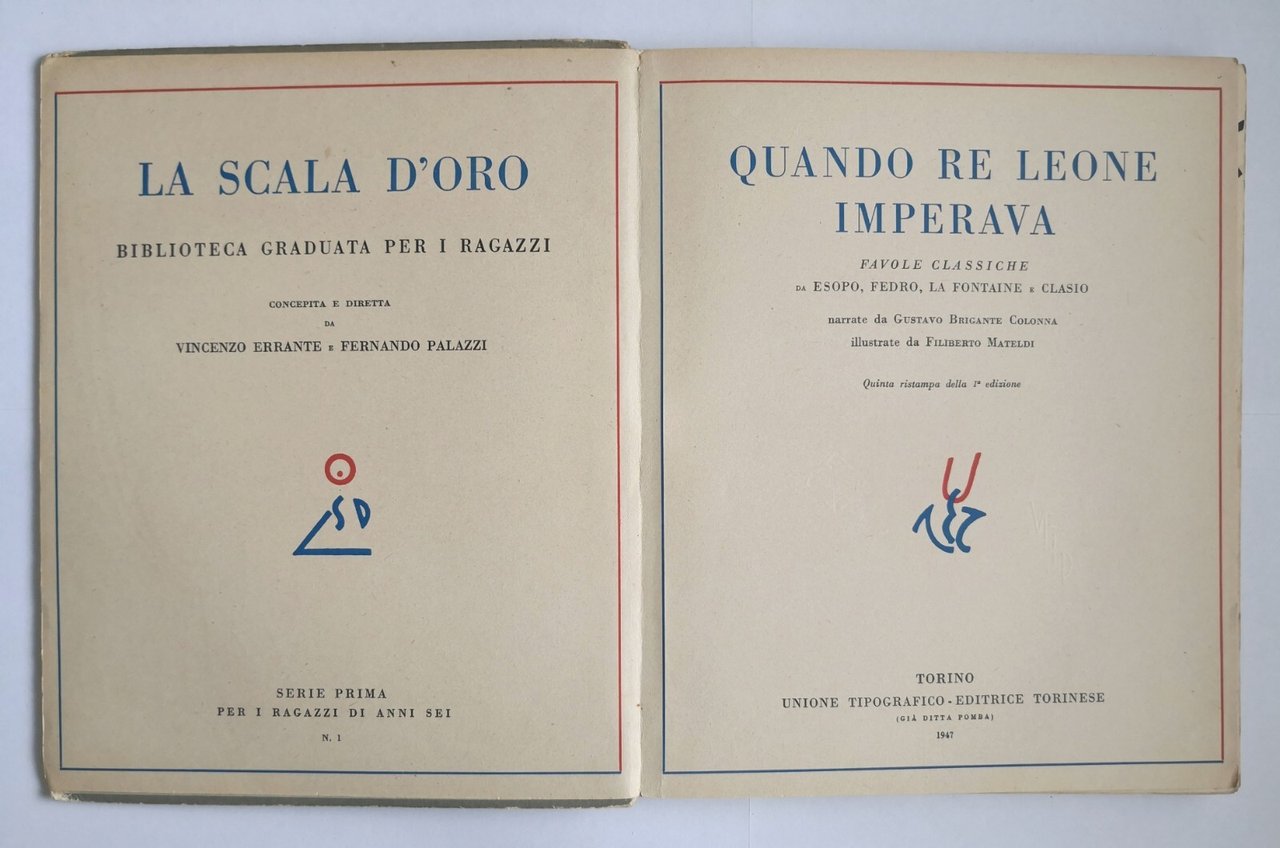 LA SCALA D'ORO
BIBLIOTECA GRADUATA PER I RAGAZZI
CONCEPITA E DIRETTA
DA
VINCENZO ERRANTE E FERNANDO PALAZZI
SD
SERIE PRIMA
PER I RAGAZZI DI ANNI SEI
N. 1
QUANDO RE LEONE
IMPERAVA
FAVOLE CLASSICHE
DA ESOPO, FEDRO, LA FONTAINE E CLASIO
narrate da GUSTAVO BRIGANTE COLONNA
illustrate da FILIBERTO MATELDI
Quinta ristampa della 1ª edizione
TORINO
UNIONE TIPOGRAFICO-EDITRICE TORINESE
(GIÀ DITTA POMBA)
1947